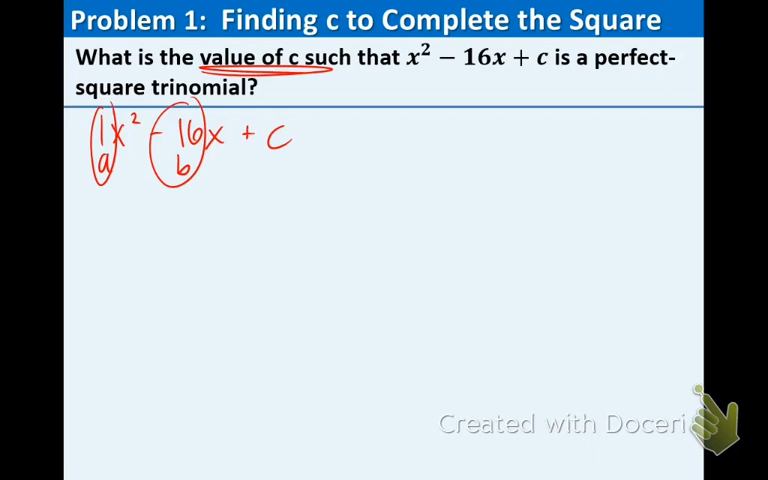 Problem 1: Finding c to Complete the Square
What is the value of c such that x² − 16x + c is a perfect-
square trinomial?
1x² - 16x + c
a b
Created with Doceri